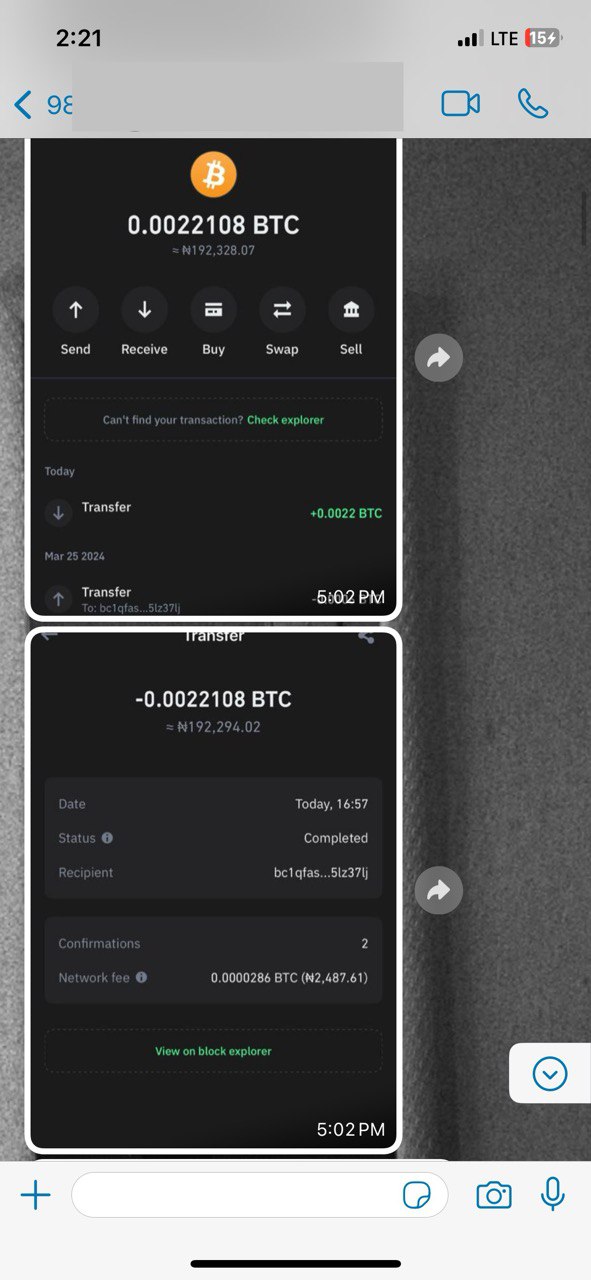 2:21
LTE 15
98
0.0022108 BTC
≈ ₦192,328.07
Send Receive Buy Swap Sell
Can't find your transaction? Check explorer
Today
Transfer
+0.0022 BTC
Mar 25 2024
Transfer
To: bc1qfas...5lz37lj
5:02 PM
Transfer
-0.0022108 BTC
≈ ₦192,294.02
Date Today, 16:57
Status Completed
Recipient bc1qfas...5lz37lj
Confirmations 2
Network fee 0.0000286 BTC (₦2,487.61)
View on block explorer
5:02 PM